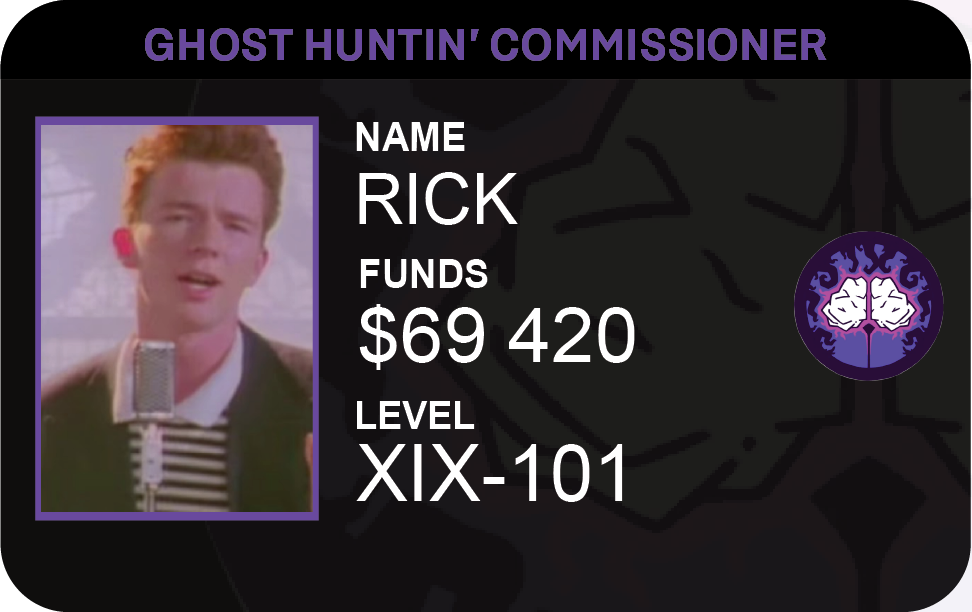 GHOST HUNTIN' COMMISSIONER
NAME
RICK
FUNDS
$69 420
LEVEL
XIX-101